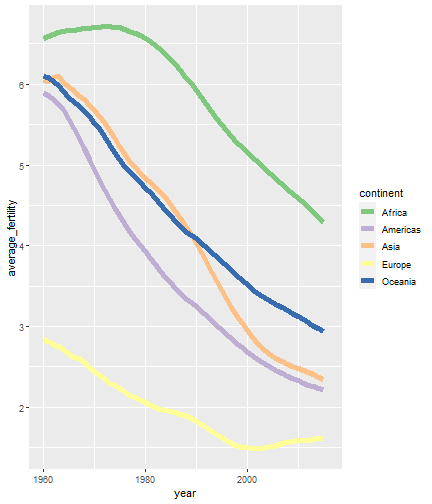 6
5
4
3
2
average_fertility
1960
1980
2000
year
continent
Africa
Americas
Asia
Europe
Oceania